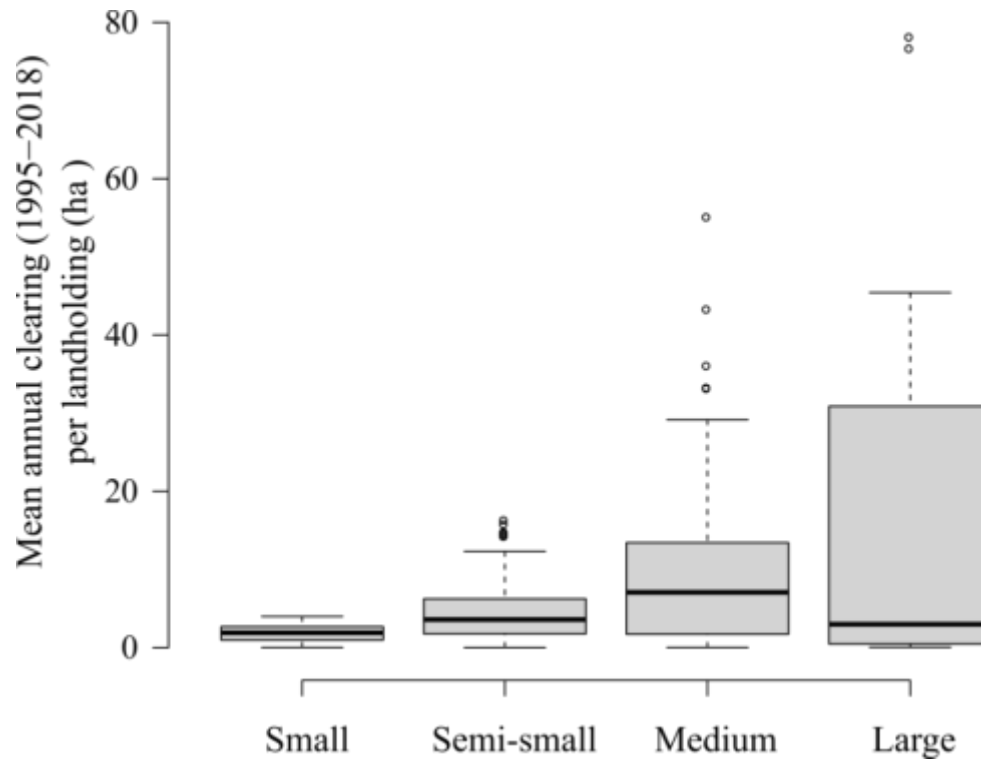 Mean annual clearing (1995−2018)
per landholding (ha )
80
60
40
20
0
Small Semi-small Medium Large